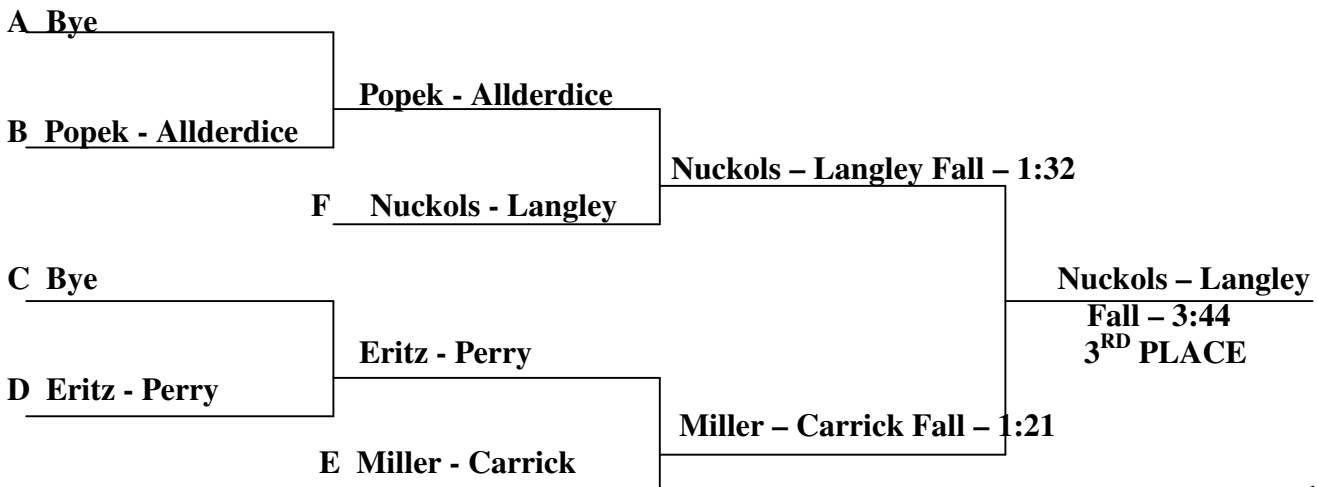 A Bye
Popek - Allderdice
B Popek - Allderdice
Nuckols – Langley Fall – 1:32
F Nuckols - Langley
C Bye
Nuckols – Langley
Fall – 3:44
3RD PLACE
Eritz - Perry
D Eritz - Perry
Miller – Carrick Fall – 1:21
E Miller - Carrick